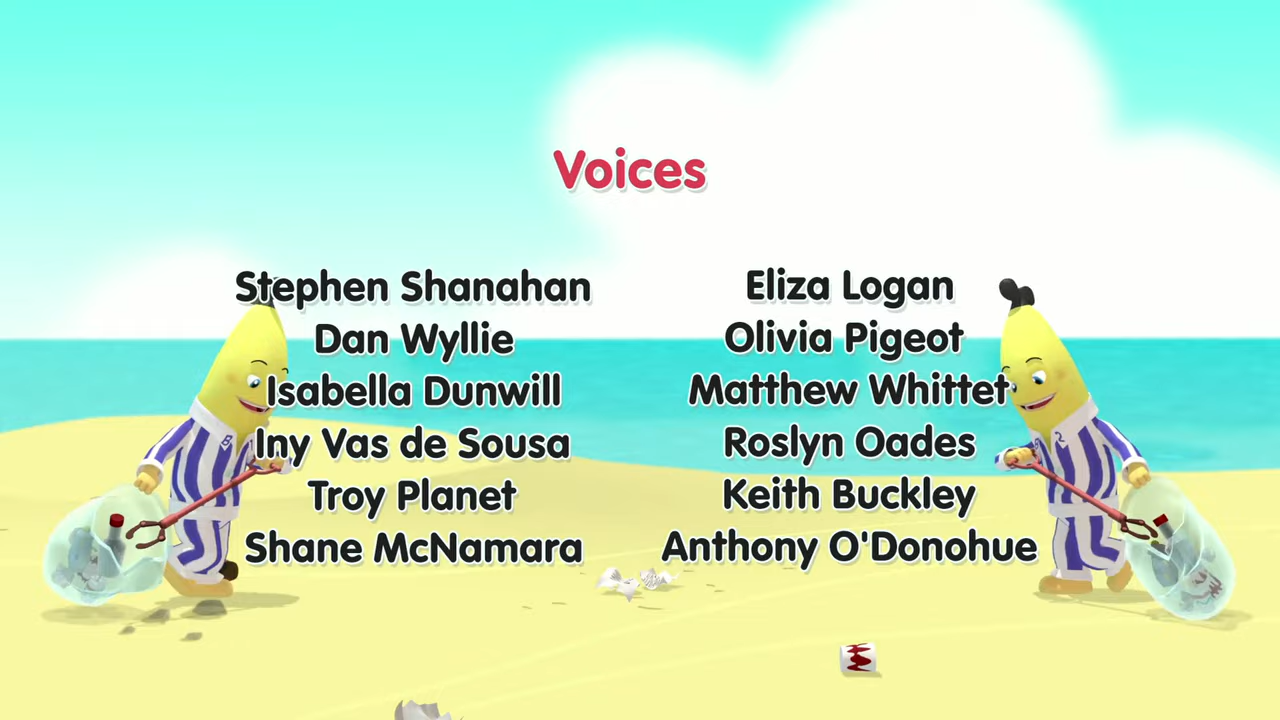 Voices
Stephen Shanahan
Dan Wyllie
Isabella Dunwill
Iny Vas de Sousa
Troy Planet
Shane McNamara
Eliza Logan
Olivia Pigeot
Matthew Whittet
Roslyn Oades
Keith Buckley
Anthony O'Donohue